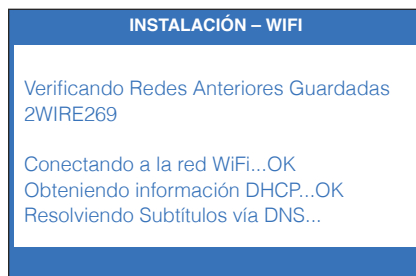 INSTALACIÓN – WIFI
Verificando Redes Anteriores Guardadas
2WIRE269
Conectando a la red WiFi...OK
Obteniendo información DHCP...OK
Resolviendo Subtítulos vía DNS...